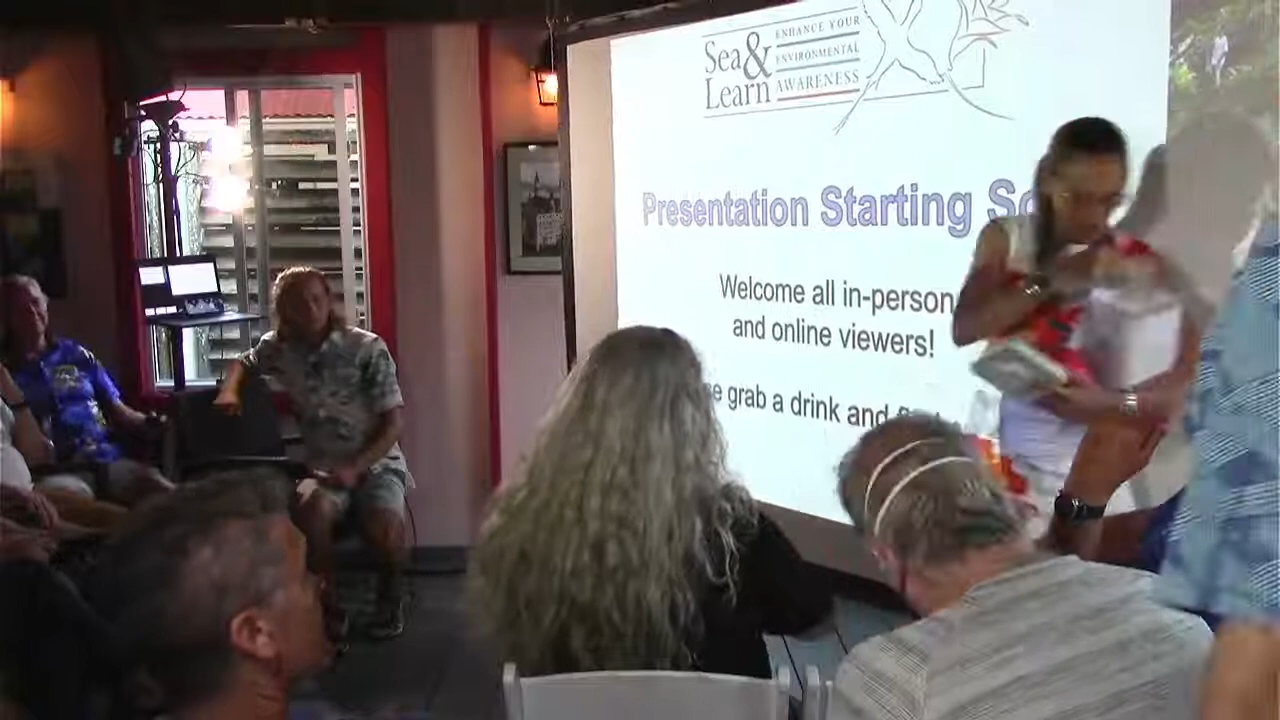 Sea &
Learn
ENHANCE YOUR
ENVIRONMENTAL
AWARENESS
Presentation Starting
Welcome all in-person
and online viewers!
grab a drink and